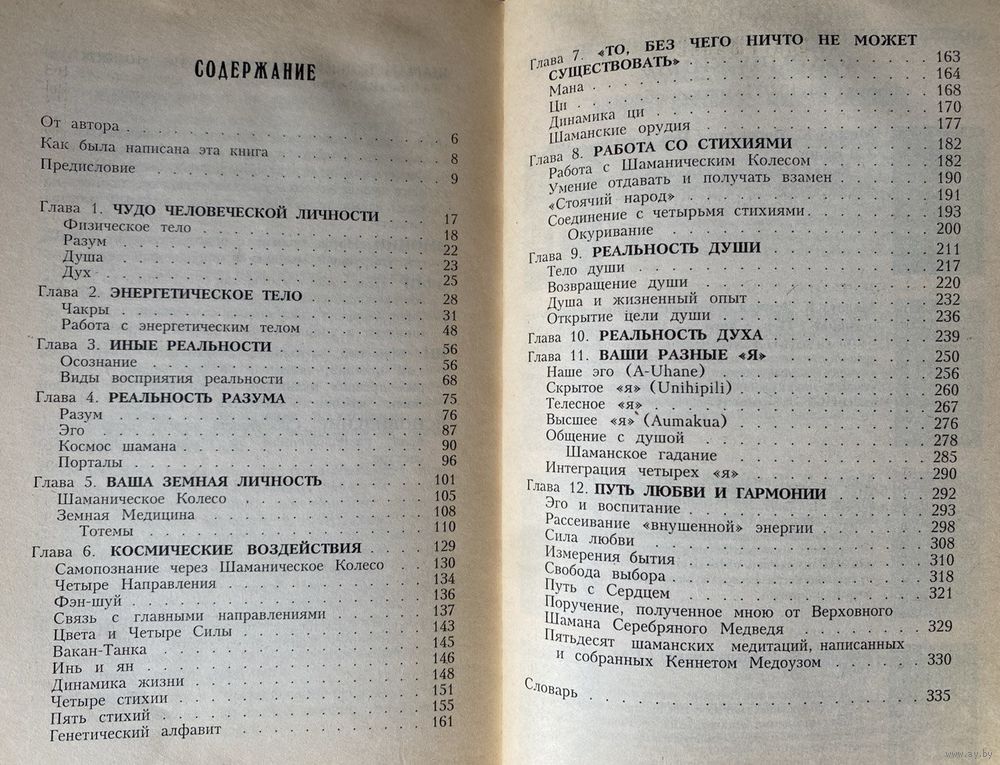 СОДЕРЖАНИЕ
От автора . . . 6
Как была написана эта книга . . . 8
Предисловие . . . 9
Глава 1. ЧУДО ЧЕЛОВЕЧЕСКОЙ ЛИЧНОСТИ . . . 17
Физическое тело . . . 18
Разум . . . 22
Душа . . . 23
Дух . . . 25
Глава 2. ЭНЕРГЕТИЧЕСКОЕ ТЕЛО . . . 28
Чакры . . . 31
Работа с энергетическим телом . . . 48
Глава 3. ИНЫЕ РЕАЛЬНОСТИ . . . 56
Осознание . . . 56
Виды восприятия реальности . . . 68
Глава 4. РЕАЛЬНОСТЬ РАЗУМА . . . 75
Разум . . . 76
Эго . . . 87
Космос шамана . . . 90
Порталы . . . 96
Глава 5. ВАША ЗЕМНАЯ ЛИЧНОСТЬ . . . 101
Шаманическое Колесо . . . 105
Земная Медицина . . . 108
Тотемы . . . 110
Глава 6. КОСМИЧЕСКИЕ ВОЗДЕЙСТВИЯ . . . 129
Самопознание через Шаманическое Колесо . . . 130
Четыре Направления . . . 134
Фэн-шуй . . . 136
Связь с главными направлениями . . . 137
Цвета и Четыре Силы . . . 143
Вакан-Танка . . . 145
Инь и ян . . . 146
Динамика жизни . . . 148
Четыре стихии . . . 151
Пять стихий . . . 155
Генетический алфавит . . . 161
Глава 7. «ТО, БЕЗ ЧЕГО НИЧТО НЕ МОЖЕТ
СУЩЕСТВОВАТЬ» . . . 163
Мана . . . 164
Ци . . . 168
Динамика ци . . . 170
Шаманские орудия . . . 177
Глава 8. РАБОТА СО СТИХИЯМИ . . . 182
Работа с Шаманическим Колесом . . . 182
Умение отдавать и получать взамен . . . 190
«Стоячий народ» . . . 191
Соединение с четырьмя стихиями . . . 193
Окуривание . . . 200
Глава 9. РЕАЛЬНОСТЬ ДУШИ . . . 211
Тело души . . . 217
Возвращение души . . . 220
Душа и жизненный опыт . . . 232
Открытие цели души . . . 236
Глава 10. РЕАЛЬНОСТЬ ДУХА . . . 239
Глава 11. ВАШИ РАЗНЫЕ «Я» . . . 250
Наше эго (A-Uhane) . . . 256
Скрытое «я» (Unihipili) . . . 260
Телесное «я» . . . 267
Высшее «я» (Aumakua) . . . 276
Общение с душой . . . 278
Шаманское гадание . . . 285
Интеграция четырех «я» . . . 290
Глава 12. ПУТЬ ЛЮБВИ И ГАРМОНИИ . . . 292
Эго и воспитание . . . 293
Рассеивание «внушенной» энергии . . . 298
Сила любви . . . 308
Измерения бытия . . . 310
Свобода выбора . . . 318
Путь с Сердцем . . . 321
Поручение, полученное мною от Верховного
Шамана Серебряного Медведя . . . 329
Пятьдесят шаманских медитаций, написанных
и собранных Кеннетом Медоузом . . . 330
Словарь . . . 335
www.ay.by